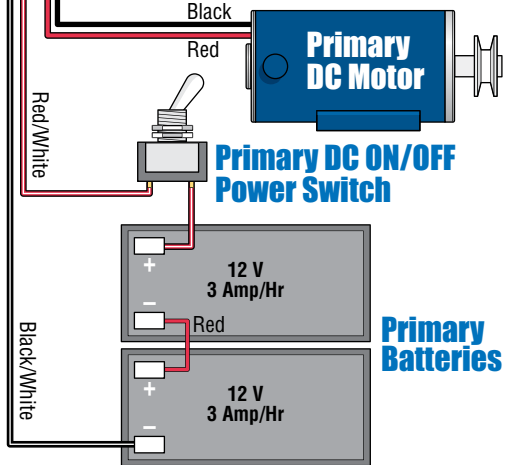 Black
Red
Primary
DC Motor
Red/White
Primary DC ON/OFF
Power Switch
+
12 V
3 Amp/Hr
–
Red
Primary
Batteries
Black/White
+
12 V
3 Amp/Hr
–